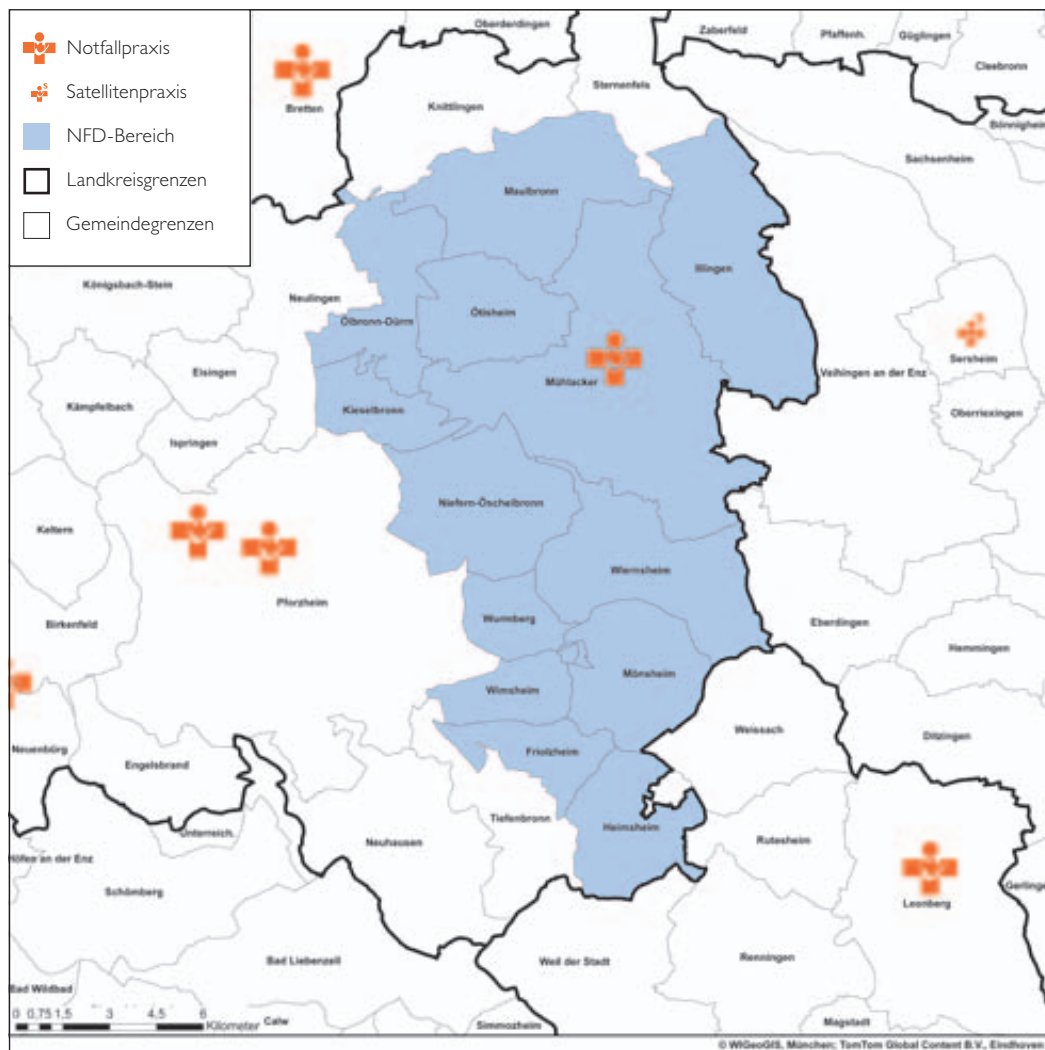 Notfallpraxis
Satellitenpraxis
NFD-Bereich
Landkreisgrenzen
Gemeindegrenzen
Oberderdingen
Zaberfeld
Pfaffenh.
Güglingen
Cleebronn
Bretten
Knittlingen
Sternenfels
Bönnigheim
Sachsenheim
Maulbronn
Illingen
Königsbach-Stein
Neulingen
Ötisheim
Ölbronn-Dürrn
Sersheim
Eisingen
Mühlacker
Vaihingen an der Enz
Kämpfelbach
Kieselbronn
Oberriexingen
Ispringen
Niefern-Öschelbronn
Keltern
Wiernsheim
Pforzheim
Wurmberg
Birkenfeld
Eberdingen
Hemmingen
Mönsheim
Wimsheim
Weissach
Ditzingen
Neuenbürg
Friolzheim
Engelsbrand
Tiefenbronn
Heimsheim
Unterreich.
Neuhausen
Rutesheim
Höfen an der Enz
Schömberg
Leonberg
Gerlinge
Bad Liebenzell
Weil der Stadt
Renningen
Bad Wildbad
0 0,75 1,5 3 4,5 6
Kilometer
Calw
Simmozheim
Magstadt
© WIGeoGIS, München; TomTom Global Content B.V., Eindhoven